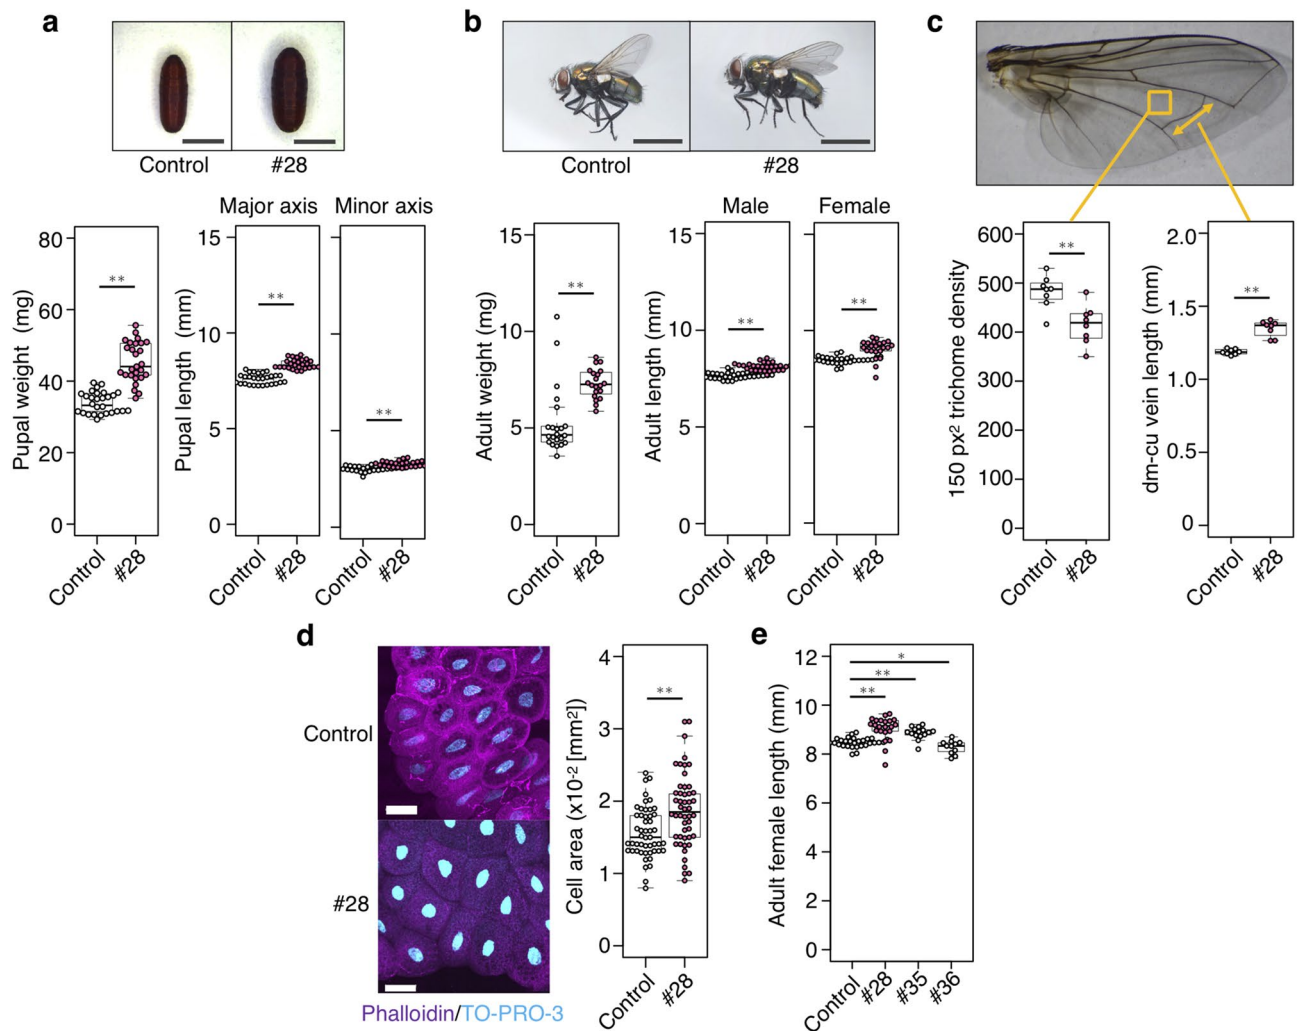 a
Control
#28
Major axis
Minor axis
Pupal weight (mg)
80
60
40
20
0
**
Control
#28
Pupal length (mm)
15
10
5
0
**
Control
#28
**
Control
#28
b
Control
#28
Male
Female
Adult weight (mg)
15
10
5
0
**
Control
#28
Adult length (mm)
15
10
5
0
**
Control
#28
**
Control
#28
c
150 px² trichome density
600
500
400
300
200
100
0
**
Control
#28
dm-cu vein length (mm)
2.0
1.5
1.0
0.5
0
**
Control
#28
d
Control
#28
Phalloidin/TO-PRO-3
Cell area (x10⁻² [mm²])
4
3
2
1
0
**
Control
#28
e
Adult female length (mm)
12
10
8
6
4
2
0
*
**
**
Control
#28
#35
#36